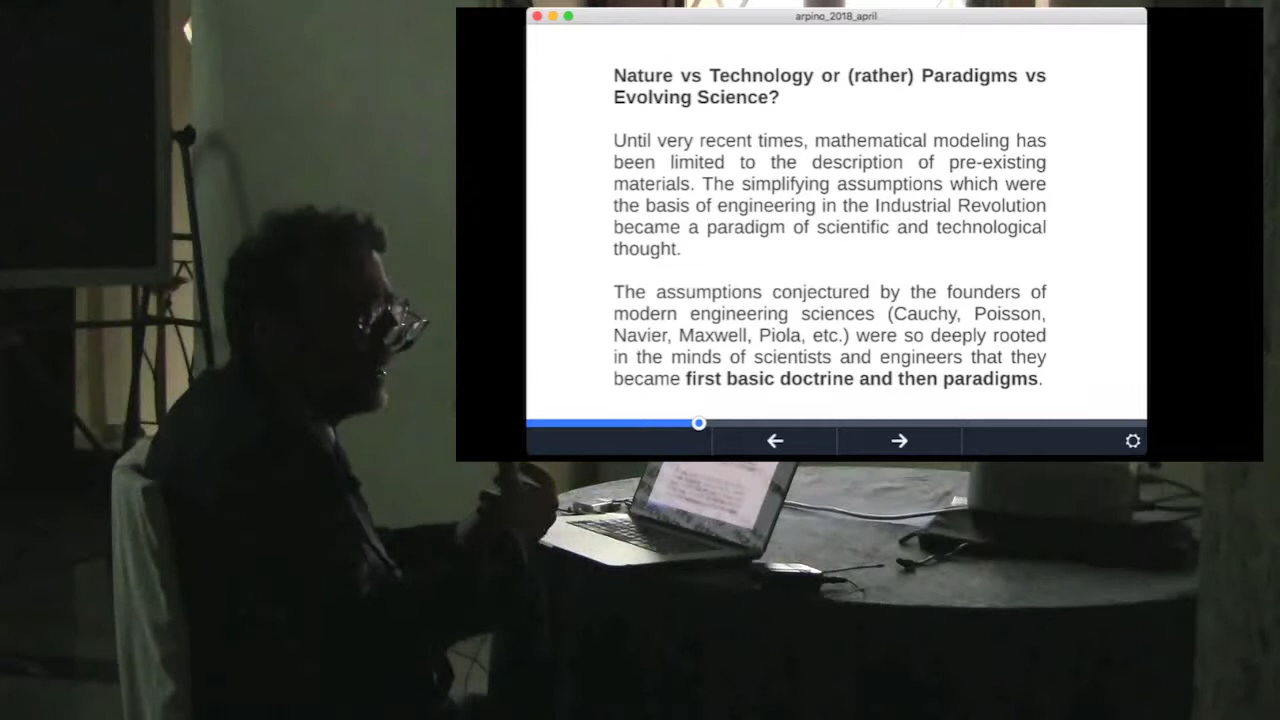 arpino_2018_april
Nature vs Technology or (rather) Paradigms vs
Evolving Science?
Until very recent times, mathematical modeling has
been limited to the description of pre-existing
materials. The simplifying assumptions which were
the basis of engineering in the Industrial Revolution
became a paradigm of scientific and technological
thought.
The assumptions conjectured by the founders of
modern engineering sciences (Cauchy, Poisson,
Navier, Maxwell, Piola, etc.) were so deeply rooted
in the minds of scientists and engineers that they
became first basic doctrine and then paradigms.